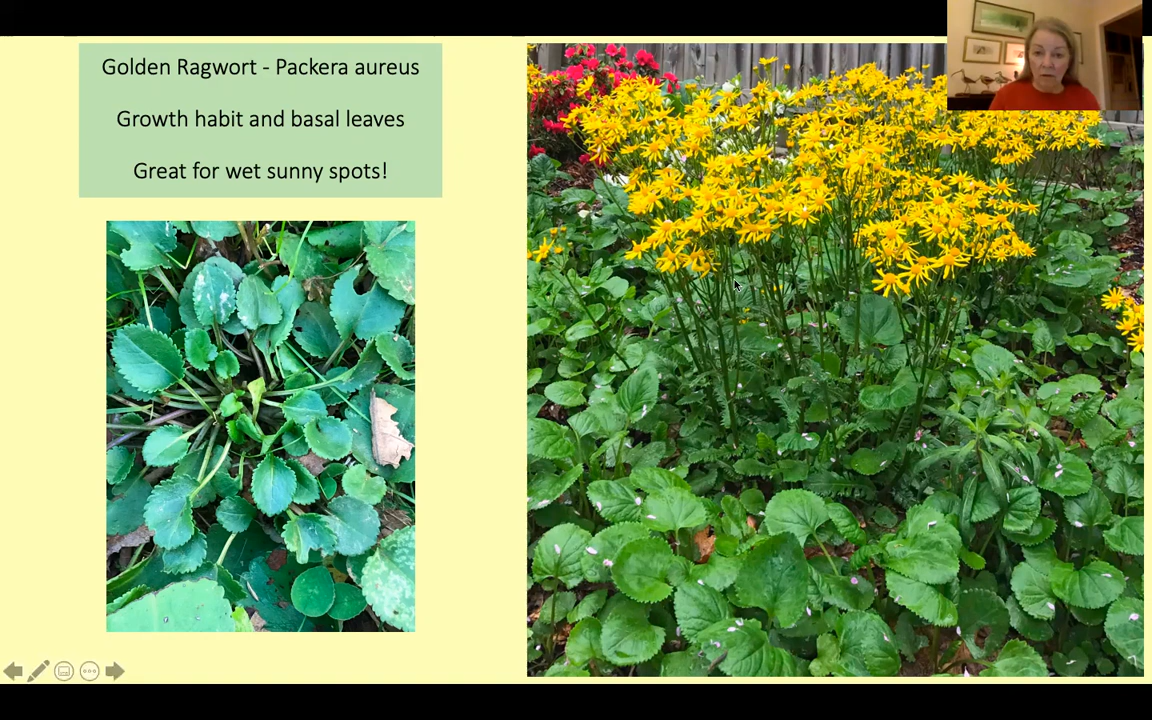 Golden Ragwort - Packera aureus
Growth habit and basal leaves
Great for wet sunny spots!